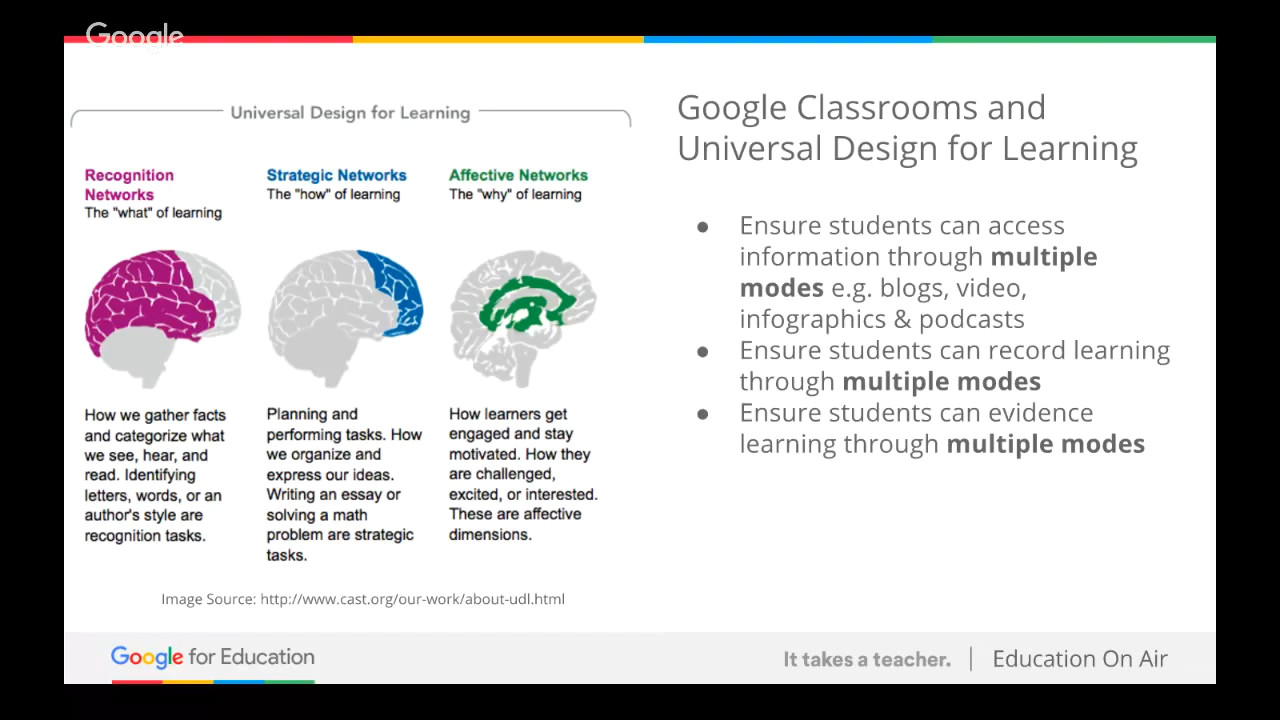 Google
Universal Design for Learning
Recognition
Networks
The "what" of learning
Strategic Networks
The "how" of learning
Affective Networks
The "why" of learning
How we gather facts
and categorize what
we see, hear, and
read. Identifying
letters, words, or an
author's style are
recognition tasks.
Planning and
performing tasks. How
we organize and
express our ideas.
Writing an essay or
solving a math
problem are strategic
tasks.
How learners get
engaged and stay
motivated. How they
are challenged,
excited, or interested.
These are affective
dimensions.
Image Source: http://www.cast.org/our-work/about-udl.html
Google Classrooms and
Universal Design for Learning
● Ensure students can access
information through multiple
modes e.g. blogs, video,
infographics & podcasts
● Ensure students can record learning
through multiple modes
● Ensure students can evidence
learning through multiple modes
Google for Education
It takes a teacher. | Education On Air